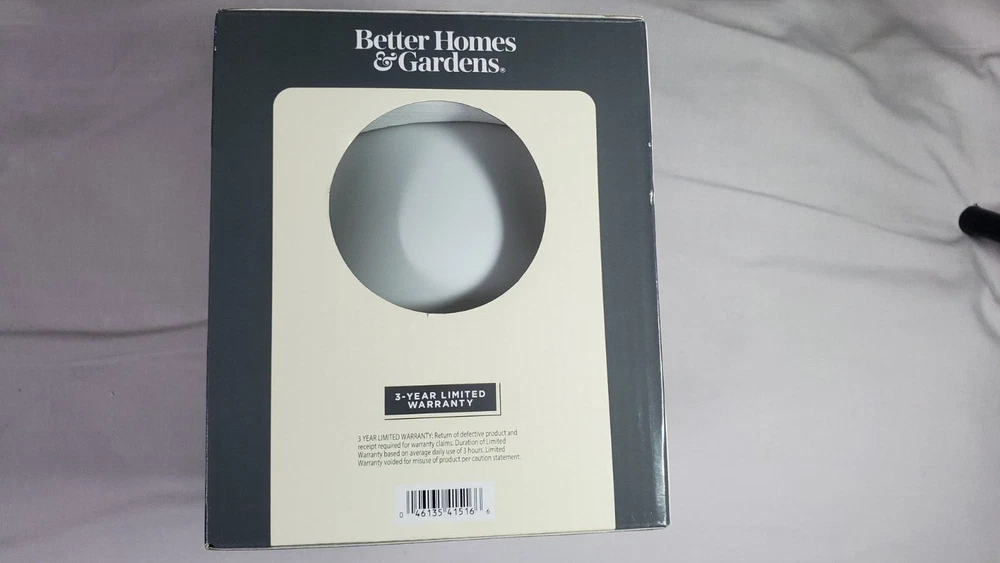 Better Homes
& Gardens®
3-YEAR LIMITED
WARRANTY
3 YEAR LIMITED WARRANTY: Return of defective product and
receipt required for warranty claims. Duration of Limited
Warranty based on average daily use of 3 hours. Limited
Warranty voided for misuse of product per caution statement.
0 46135 41516 6